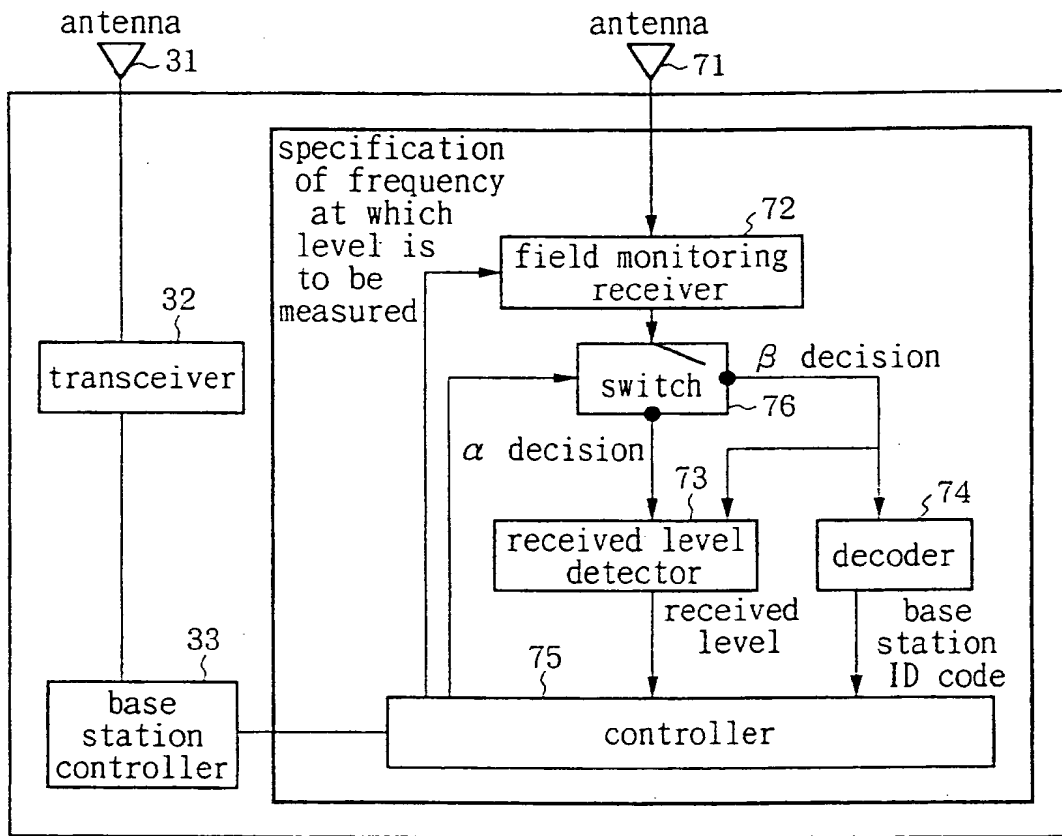 antenna
31
antenna
71
specification
of frequency
at which
level is
to be
measured
72
field monitoring
receiver
32
transceiver
switch
76
β decision
α decision
73
received level
detector
74
decoder
received
level
base
station
ID code
33
base
station
controller
75
controller